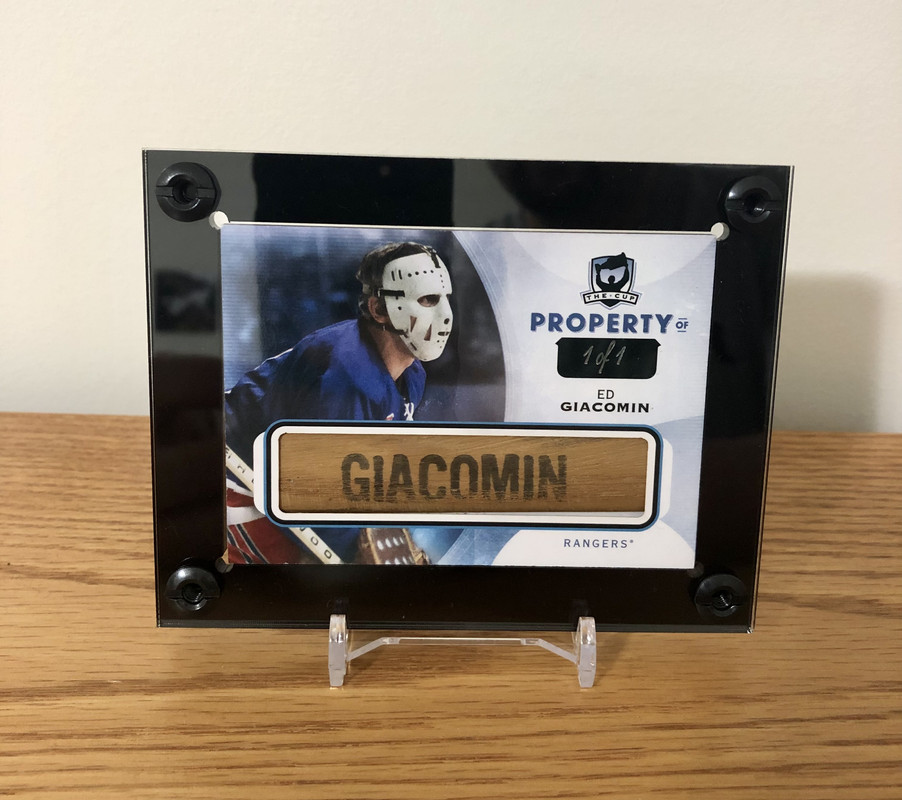 THE • CUP
PROPERTY OF
1 of 1
ED
GIACOMIN
GIACOMIN
RANGERS®